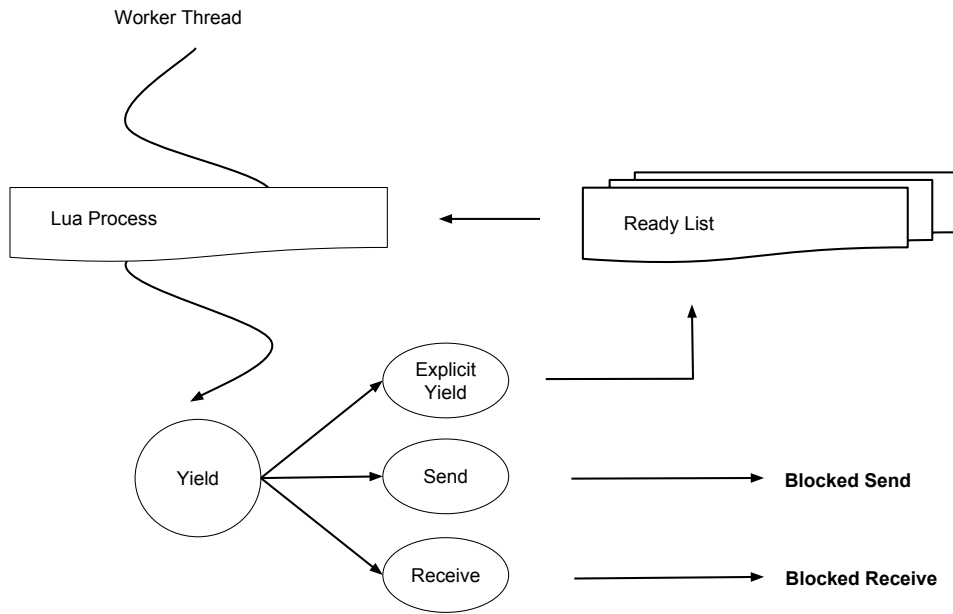 Worker Thread
Lua Process
Ready List
Explicit
Yield
Yield
Send
Blocked Send
Receive
Blocked Receive